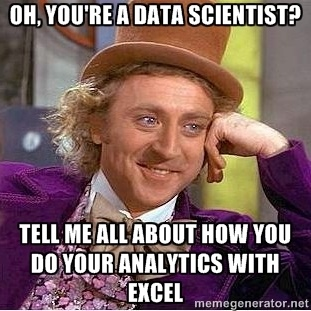 OH, YOU'RE A DATA SCIENTIST?
TELL ME ALL ABOUT HOW YOU
DO YOUR ANALYTICS WITH
EXCEL
memegenerator.net